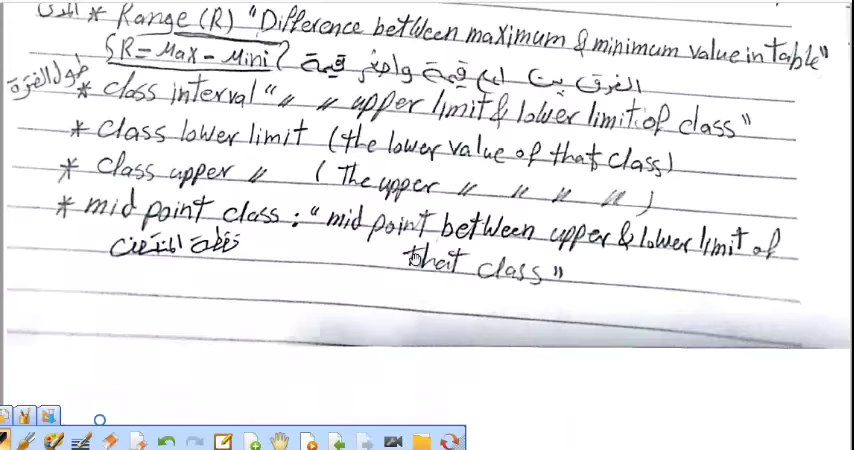 المدى * Range (R) "Difference between maximum & minimum value in table"
{R = Max - Mini} الفرق بين اعلى قيمة واصغر قيمة
طول الفترة * class interval " 〃 〃 upper limit & lower limit of class"
* Class lower limit (the lower value of that class)
* class upper 〃 (The upper 〃 〃 〃 〃)
* mid point class : "mid point between upper & lower limit of
that class"
نقطة المنتصف